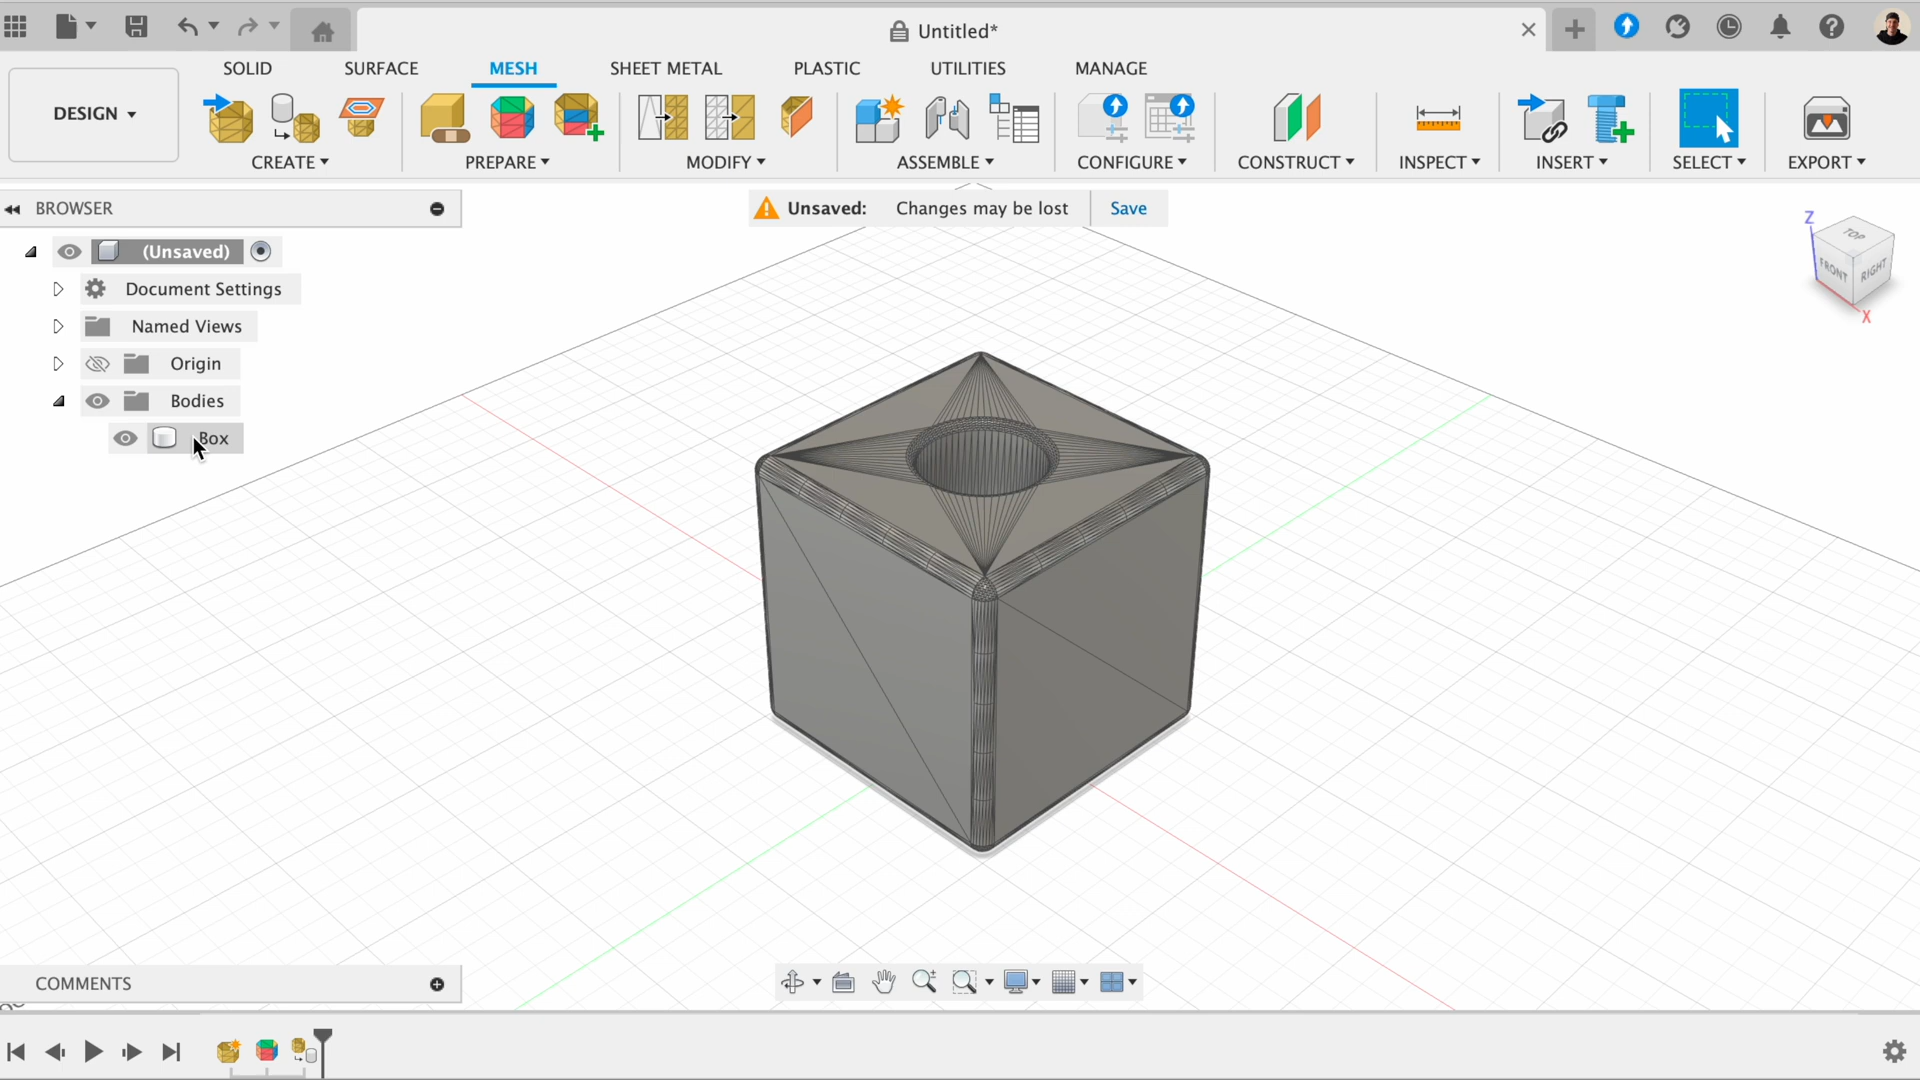 Untitled*
SOLID SURFACE MESH SHEET METAL PLASTIC UTILITIES MANAGE
DESIGN
CREATE PREPARE MODIFY ASSEMBLE CONFIGURE CONSTRUCT INSPECT INSERT SELECT EXPORT
BROWSER
Unsaved: Changes may be lost Save
(Unsaved)
Document Settings
Named Views
Origin
Bodies
Box
Z
TOP
FRONT RIGHT
X
COMMENTS